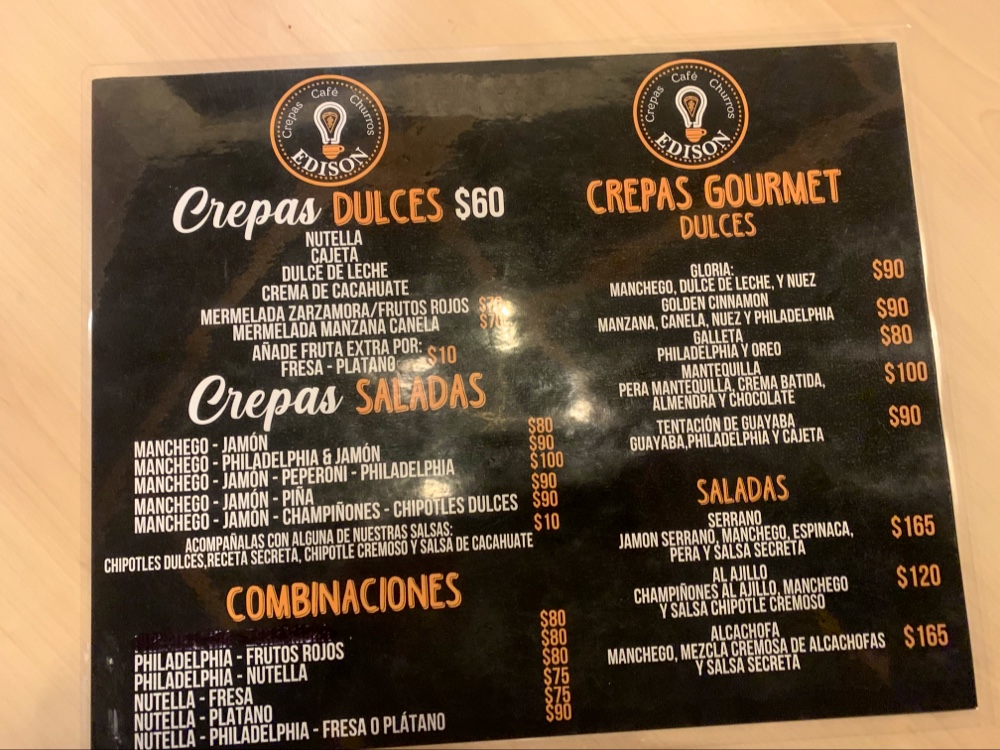 Crepas Café Churros
EDISON
Crepas DULCES $60
NUTELLA
CAJETA
DULCE DE LECHE
CREMA DE CACAHUATE
MERMELADA ZARZAMORA/FRUTOS ROJOS $70
MERMELADA MANZANA CANELA $70
AÑADE FRUTA EXTRA POR: $10
FRESA - PLATANO
Crepas SALADAS
MANCHEGO - JAMÓN $80
MANCHEGO - PHILADELPHIA & JAMÓN $90
MANCHEGO - JAMON - PEPERONI - PHILADELPHIA $100
MANCHEGO - JAMÓN - PIÑA $90
MANCHEGO - JAMÓN - CHAMPIÑONES - CHIPOTLES DULCES $90
ACOMPAÑALAS CON ALGUNA DE NUESTRAS SALSAS: $10
CHIPOTLES DULCES,RECETA SECRETA, CHIPOTLE CREMOSO Y SALSA DE CACAHUATE
COMBINACIONES
$80
PHILADELPHIA - FRUTOS ROJOS $80
PHILADELPHIA - NUTELLA $80
NUTELLA - FRESA $75
NUTELLA - PLATANO $75
NUTELLA - PHILADELPHIA - FRESA O PLÁTANO $90
Crepas Café Churros
EDISON
CREPAS GOURMET
DULCES
GLORIA: $90
MANCHEGO, DULCE DE LECHE, Y NUEZ
GOLDEN CINNAMON $90
MANZANA, CANELA, NUEZ Y PHILADELPHIA
GALLETA $80
PHILADELPHIA Y OREO
MANTEQUILLA $100
PERA MANTEQUILLA, CREMA BATIDA,
ALMENDRA Y CHOCOLATE
TENTACIÓN DE GUAYABA $90
GUAYABA,PHILADELPHIA Y CAJETA
SALADAS
SERRANO $165
JAMON SERRANO, MANCHEGO, ESPINACA,
PERA Y SALSA SECRETA
AL AJILLO $120
CHAMPIÑONES AL AJILLO, MANCHEGO
Y SALSA CHIPOTLE CREMOSO
ALCACHOFA $165
MANCHEGO, MEZCLA CREMOSA DE ALCACHOFAS
Y SALSA SECRETA